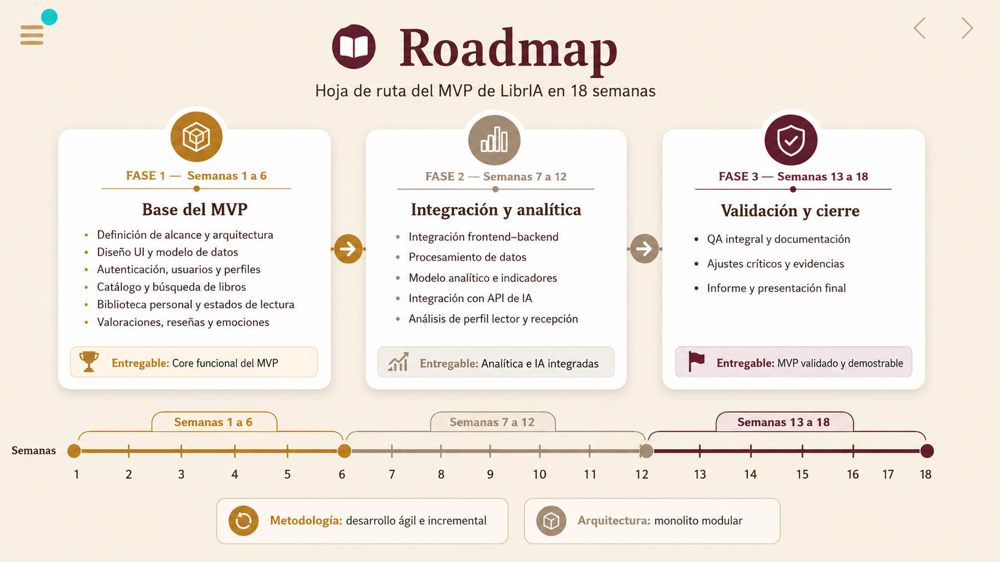 Roadmap
Hoja de ruta del MVP de LibrIA en 18 semanas
FASE 1 — Semanas 1 a 6
Base del MVP
• Definición de alcance y arquitectura
• Diseño UI y modelo de datos
• Autenticación, usuarios y perfiles
• Catálogo y búsqueda de libros
• Biblioteca personal y estados de lectura
• Valoraciones, reseñas y emociones
Entregable: Core funcional del MVP
FASE 2 — Semanas 7 a 12
Integración y analítica
• Integración frontend–backend
• Procesamiento de datos
• Modelo analítico e indicadores
• Integración con API de IA
• Análisis de perfil lector y recepción
Entregable: Analítica e IA integradas
FASE 3 — Semanas 13 a 18
Validación y cierre
• QA integral y documentación
• Ajustes críticos y evidencias
• Informe y presentación final
Entregable: MVP validado y demostrable
Semanas 1 a 6
Semanas 7 a 12
Semanas 13 a 18
Semanas
1 2 3 4 5 6 7 8 9 10 11 12 13 14 15 16 17 18
Metodología: desarrollo ágil e incremental
Arquitectura: monolito modular